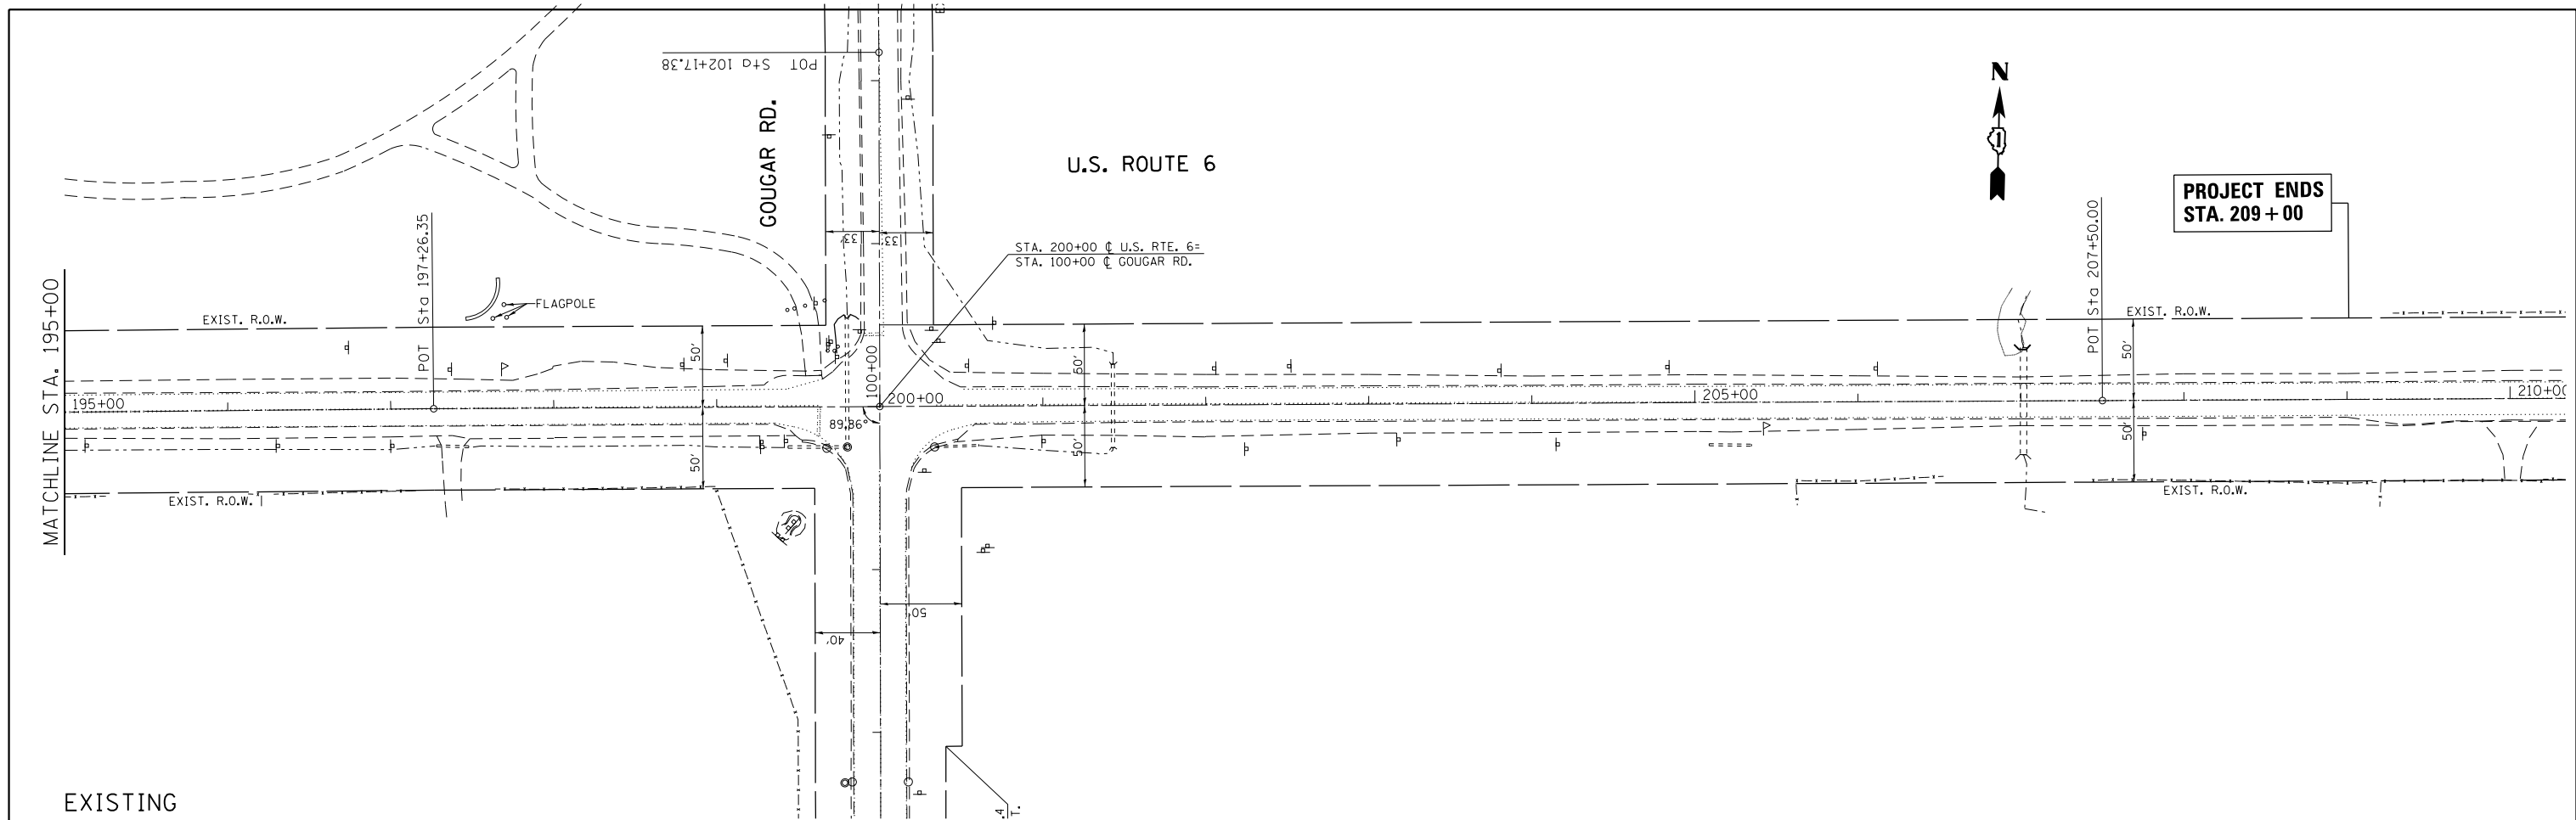 POT Sta 102+17.38
N
GOUGAR RD.
U.S. ROUTE 6
1
PROJECT ENDS
STA. 209+00
POT Sta 197+26.35
33'
33'
STA. 200+00 ℄ U.S. RTE. 6=
STA. 100+00 ℄ GOUGAR RD.
POT Sta 207+50.00
MATCHLINE STA. 195+00
FLAGPOLE
EXIST. R.O.W.
EXIST. R.O.W.
50'
50'
50'
100+00
195+00
200+00
205+00
210+00
89.86°
50'
50'
50'
EXIST. R.O.W.
EXIST. R.O.W.
50'
40'
EXISTING
.4
T.